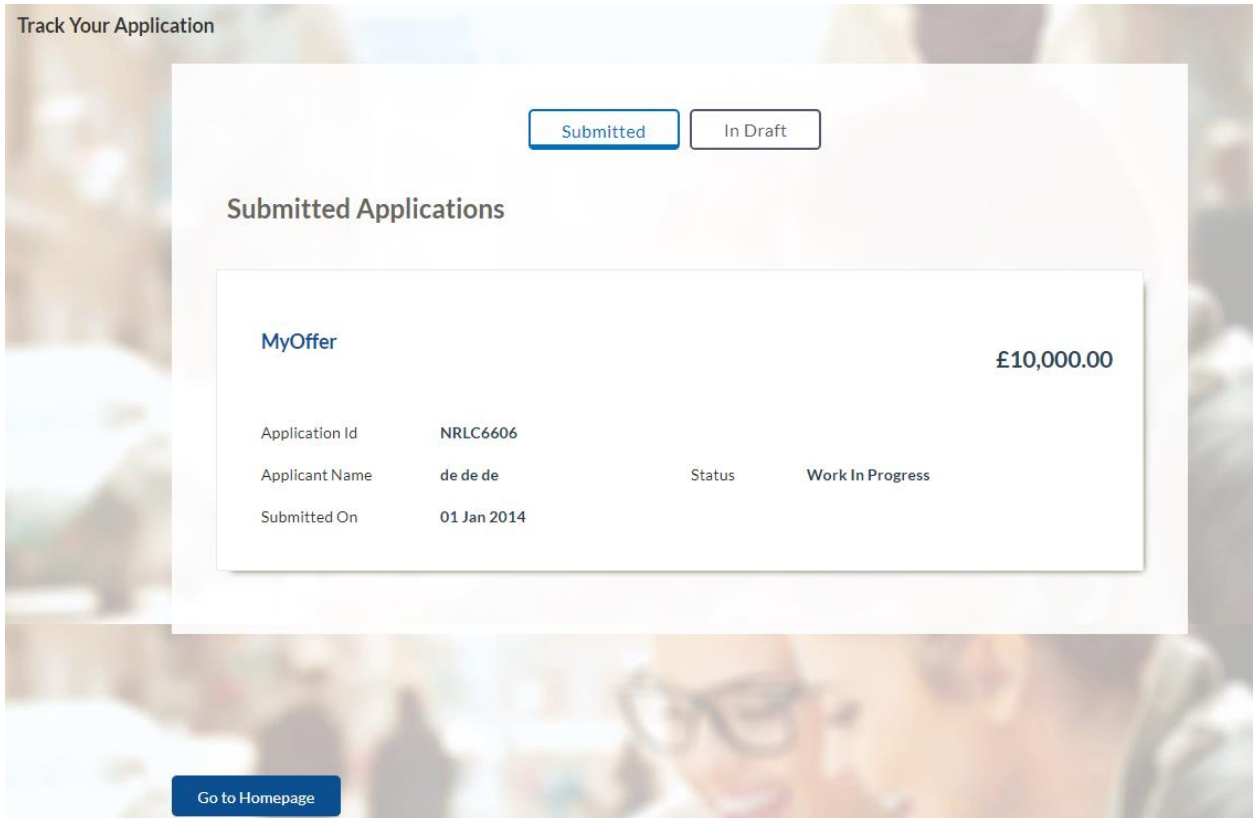 Track Your Application
Submitted In Draft
Submitted Applications
MyOffer
£10,000.00
Application Id NRLC6606
Applicant Name de de de Status Work In Progress
Submitted On 01 Jan 2014
Go to Homepage